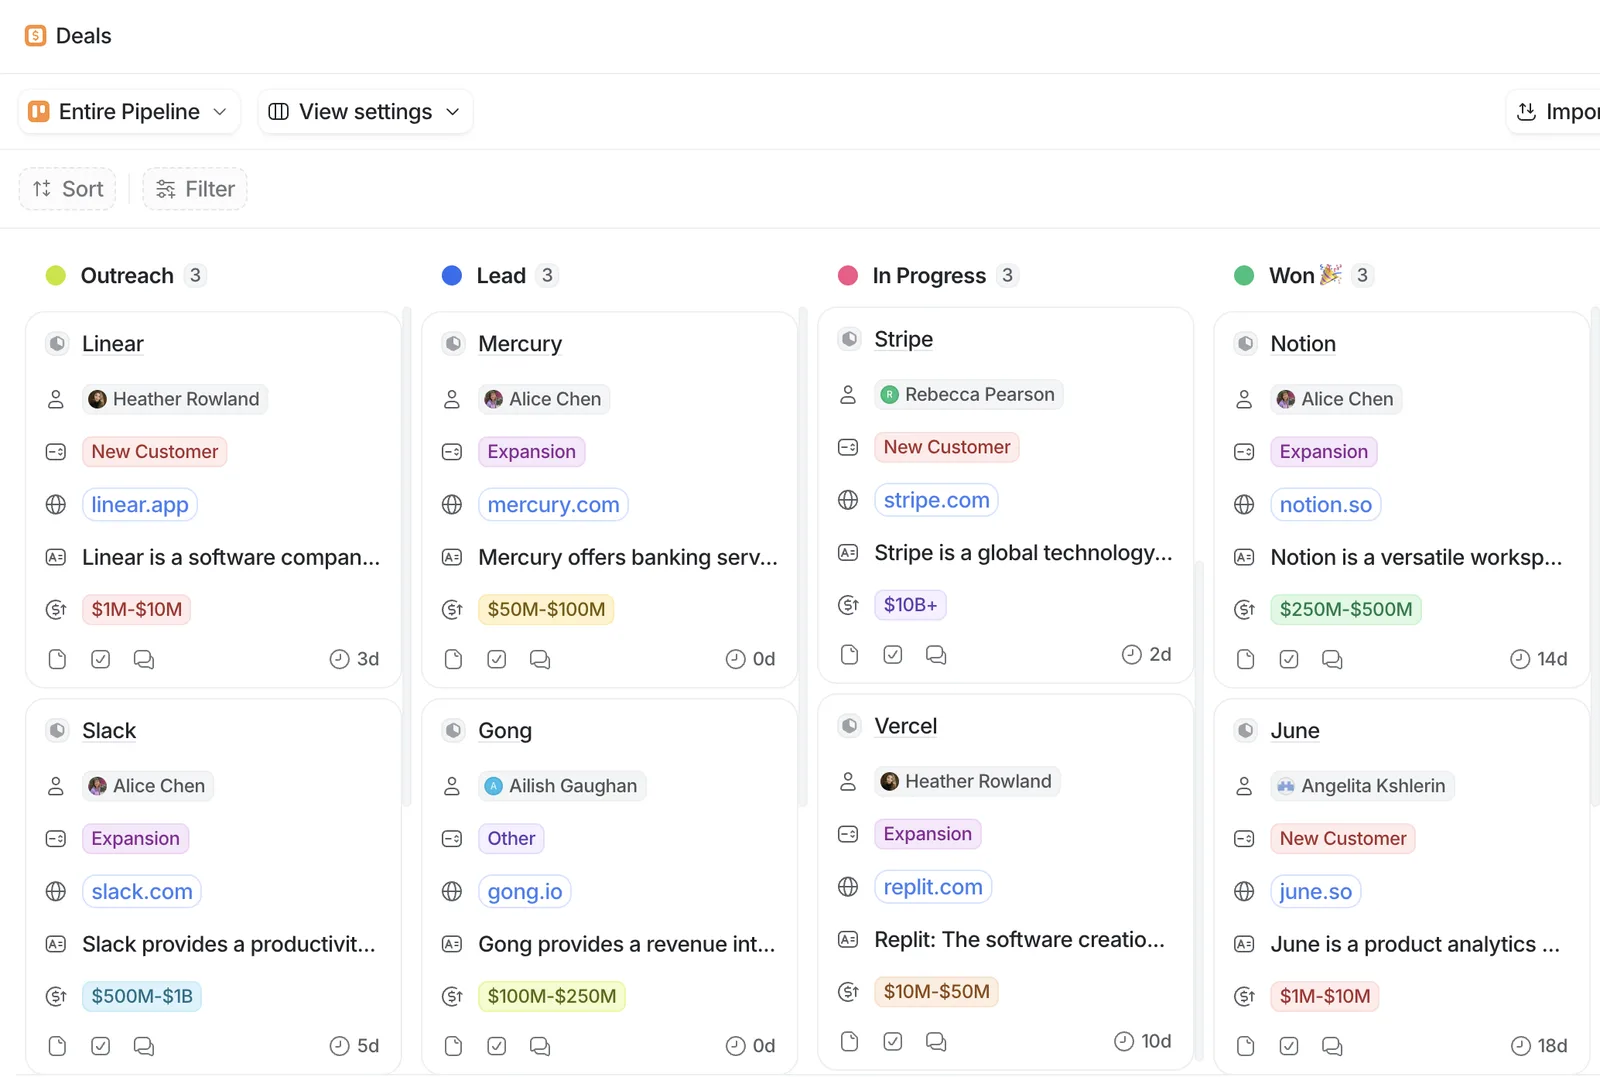 Deals
Entire Pipeline
View settings
Impor
Sort
Filter
Outreach 3
Linear
Heather Rowland
New Customer
linear.app
Linear is a software compan...
$1M-$10M
3d
Slack
Alice Chen
Expansion
slack.com
Slack provides a productivit...
$500M-$1B
5d
Lead 3
Mercury
Alice Chen
Expansion
mercury.com
Mercury offers banking serv...
$50M-$100M
0d
Gong
A Ailish Gaughan
Other
gong.io
Gong provides a revenue int...
$100M-$250M
0d
In Progress 3
Stripe
R Rebecca Pearson
New Customer
stripe.com
Stripe is a global technology...
$10B+
2d
Vercel
Heather Rowland
Expansion
replit.com
Replit: The software creatio...
$10M-$50M
10d
Won🎉 3
Notion
Alice Chen
Expansion
notion.so
Notion is a versatile worksp...
$250M-$500M
14d
June
Angelita Kshlerin
New Customer
june.so
June is a product analytics ...
$1M-$10M
18d